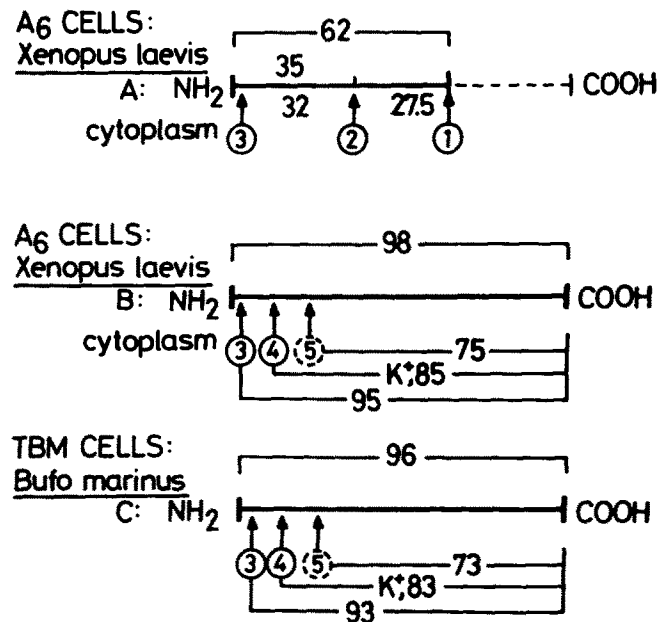 A6 CELLS:
Xenopus laevis
62
35
A: NH2
COOH
32
27.5
cytoplasm
3
2
1
A6 CELLS:
Xenopus laevis
98
B: NH2
COOH
cytoplasm
3
4
5
75
K+,85
95
TBM CELLS:
Bufo marinus
96
C: NH2
COOH
3
4
5
73
K+,83
93